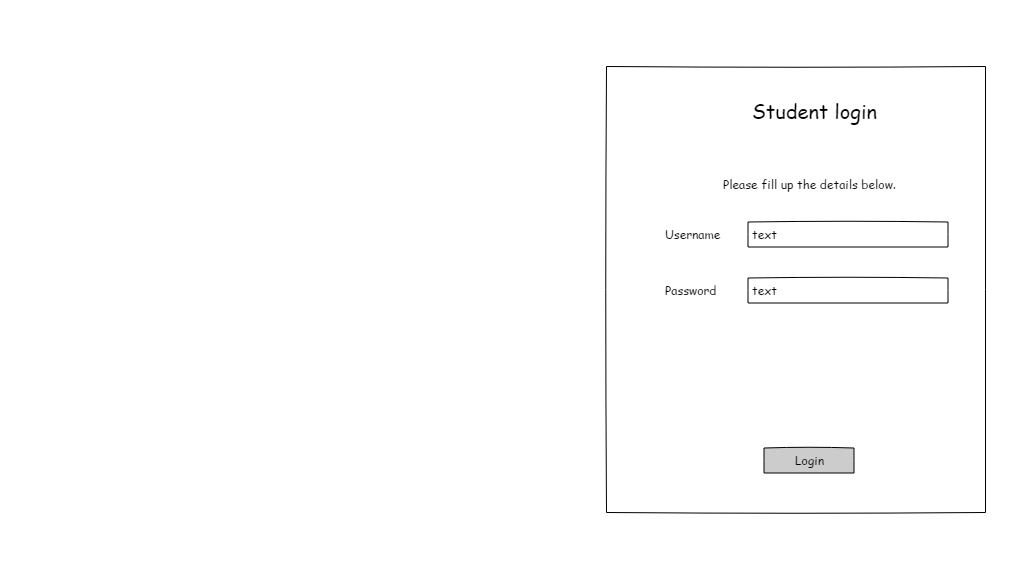 Student login
Please fill up the details below.
Username text
Password text
Login